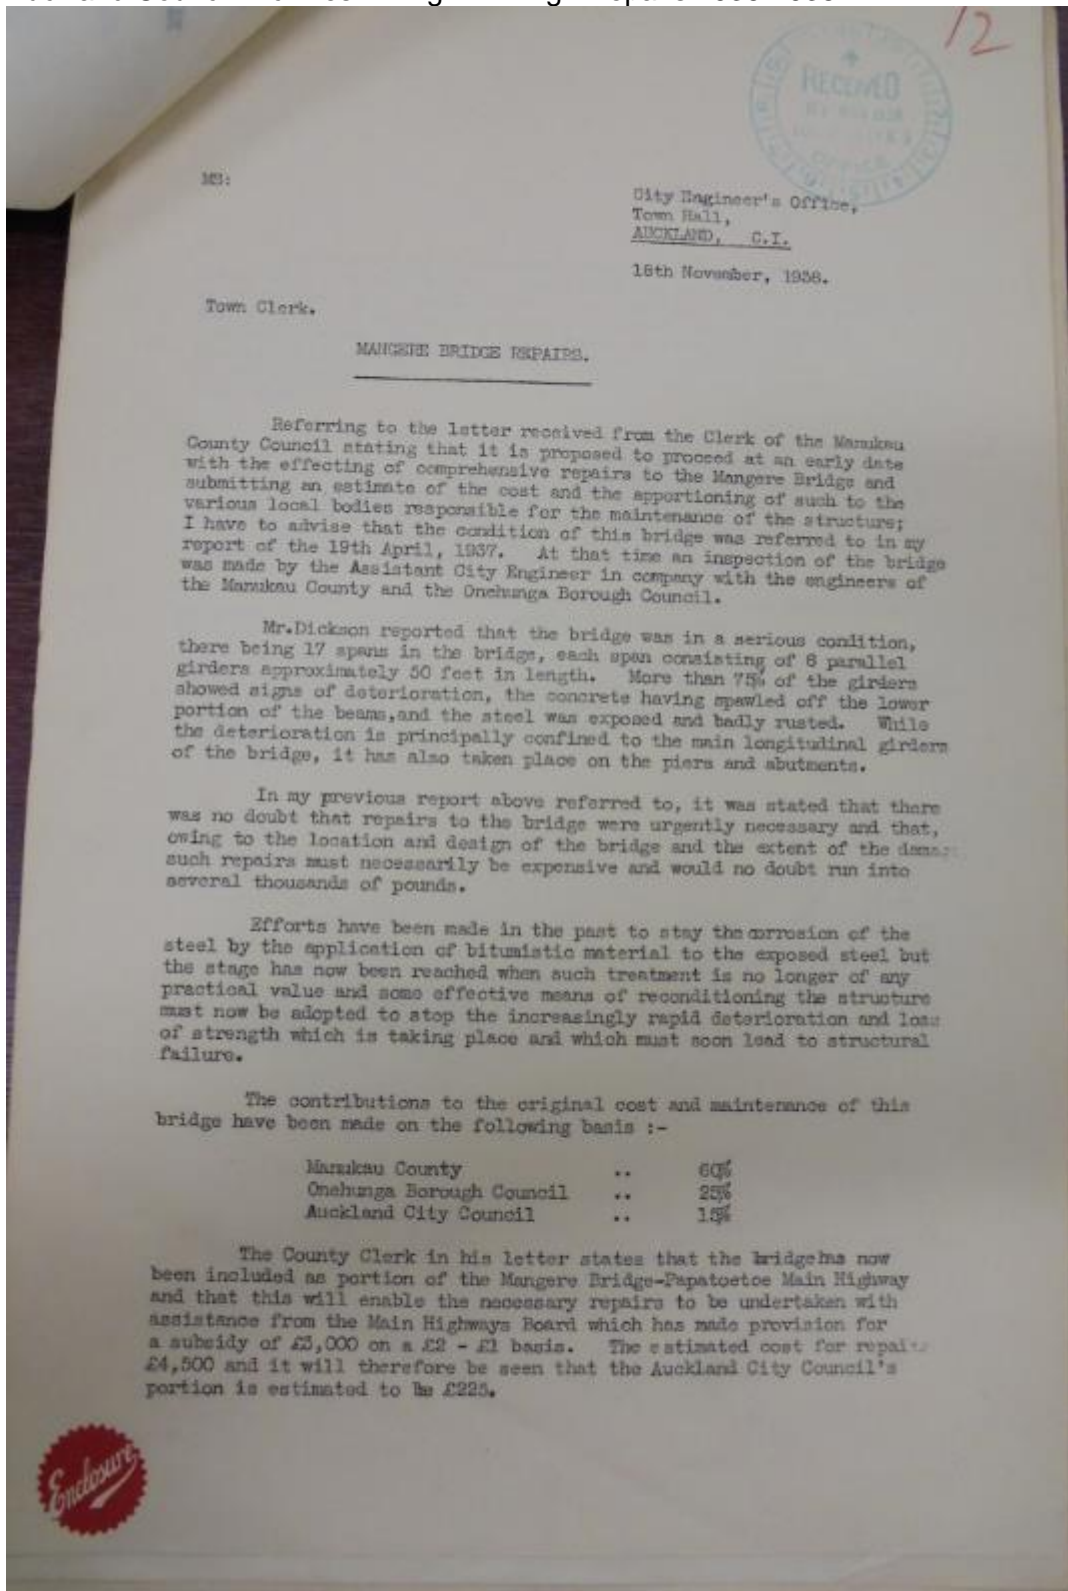 12
RECEIVED
OFFICE
MS:
City Engineer's Office,
Town Hall,
AUCKLAND, C.I.
16th November, 1938.
Town Clerk.
MANGERE BRIDGE REPAIRS.
Referring to the letter received from the Clerk of the Manukau
County Council stating that it is proposed to proceed at an early date
with the effecting of comprehensive repairs to the Mangere Bridge and
submitting an estimate of the cost and the apportioning of such to the
various local bodies responsible for the maintenance of the structure;
I have to advise that the condition of this bridge was referred to in my
report of the 19th April, 1937. At that time an inspection of the bridge
was made by the Assistant City Engineer in company with the engineers of
the Manukau County and the Onehunga Borough Council.
Mr.Dickson reported that the bridge was in a serious condition,
there being 17 spans in the bridge, each span consisting of 6 parallel
girders approximately 50 feet in length. More than 75% of the girders
showed signs of deterioration, the concrete having spawled off the lower
portion of the beams,and the steel was exposed and badly rusted. While
the deterioration is principally confined to the main longitudinal girders
of the bridge, it has also taken place on the piers and abutments.
In my previous report above referred to, it was stated that there
was no doubt that repairs to the bridge were urgently necessary and that,
owing to the location and design of the bridge and the extent of the
such repairs must necessarily be expensive and would no doubt run into
several thousands of pounds.
Efforts have been made in the past to stay the corrosion of the
steel by the application of bitumistic material to the exposed steel but
the stage has now been reached when such treatment is no longer of any
practical value and some effective means of reconditioning the structure
must now be adopted to stop the increasingly rapid deterioration and loss
of strength which is taking place and which must soon lead to structural
failure.
The contributions to the original cost and maintenance of this
bridge have been made on the following basis :-
Manukau County .. 60%
Onehunga Borough Council .. 25%
Auckland City Council .. 15%
The County Clerk in his letter states that the bridge has now
been included as portion of the Mangere Bridge-Papatoetoe Main Highway
and that this will enable the necessary repairs to be undertaken with
assistance from the Main Highways Board which has made provision for
a subsidy of £3,000 on a £2 - £1 basis. The estimated cost for repairs
£4,500 and it will therefore be seen that the Auckland City Council's
portion is estimated to be £225.
Enclosure